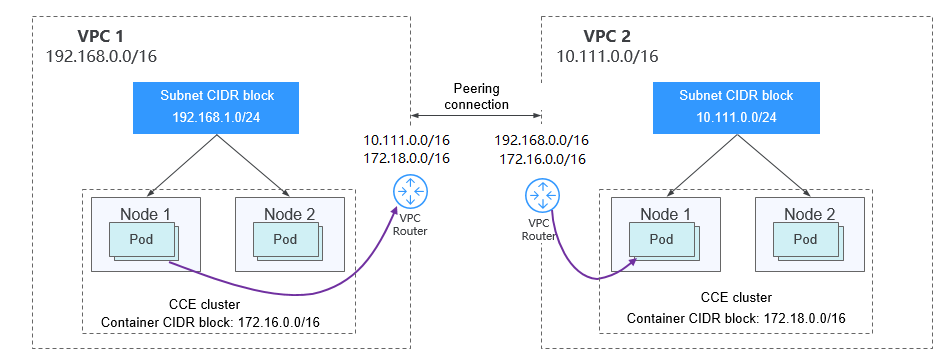 VPC 1
192.168.0.0/16
Subnet CIDR block
192.168.1.0/24
10.111.0.0/16
172.18.0.0/16
VPC
Router
Node 1
Pod
Node 2
Pod
CCE cluster
Container CIDR block: 172.16.0.0/16
Peering
connection
VPC 2
10.111.0.0/16
Subnet CIDR block
10.111.0.0/24
192.168.0.0/16
172.16.0.0/16
VPC
Router
Node 1
Pod
Node 2
Pod
CCE cluster
Container CIDR block: 172.18.0.0/16